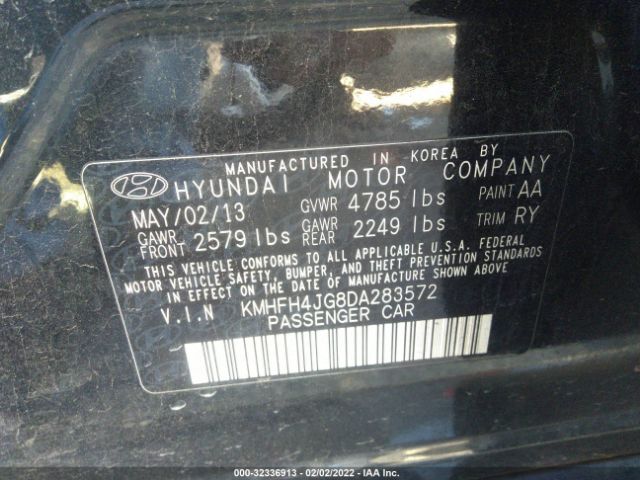 MANUFACTURED IN KOREA BY
HYUNDAI MOTOR COMPANY
MAY/02/13 GVWR 4785 lbs PAINT AA
GAWR FRONT 2579 lbs GAWR REAR 2249 lbs TRIM RY
THIS VEHICLE CONFORMS TO ALL APPLICABLE U.S.A. FEDERAL
MOTOR VEHICLE SAFETY, BUMPER, AND THEFT PREVENTION STANDARDS
IN EFFECT ON THE DATE OF MANUFACTURE SHOWN ABOVE
V.I.N KMHFH4JG8DA283572
PASSENGER CAR
000-32336913 - 02/02/2022 - IAA Inc.